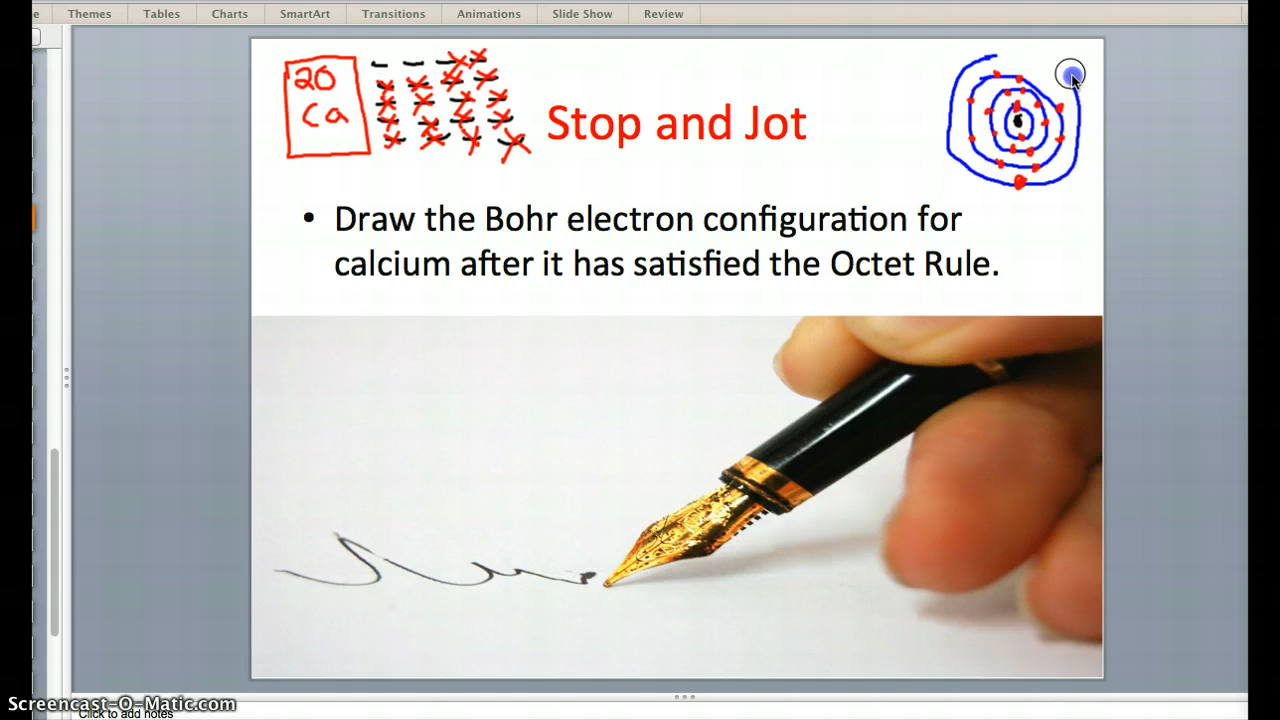 Themes Tables Charts SmartArt Transitions Animations Slide Show Review
20
Ca
Stop and Jot
• Draw the Bohr electron configuration for
calcium after it has satisfied the Octet Rule.
Screencast-O-Matic.com
Click to add notes